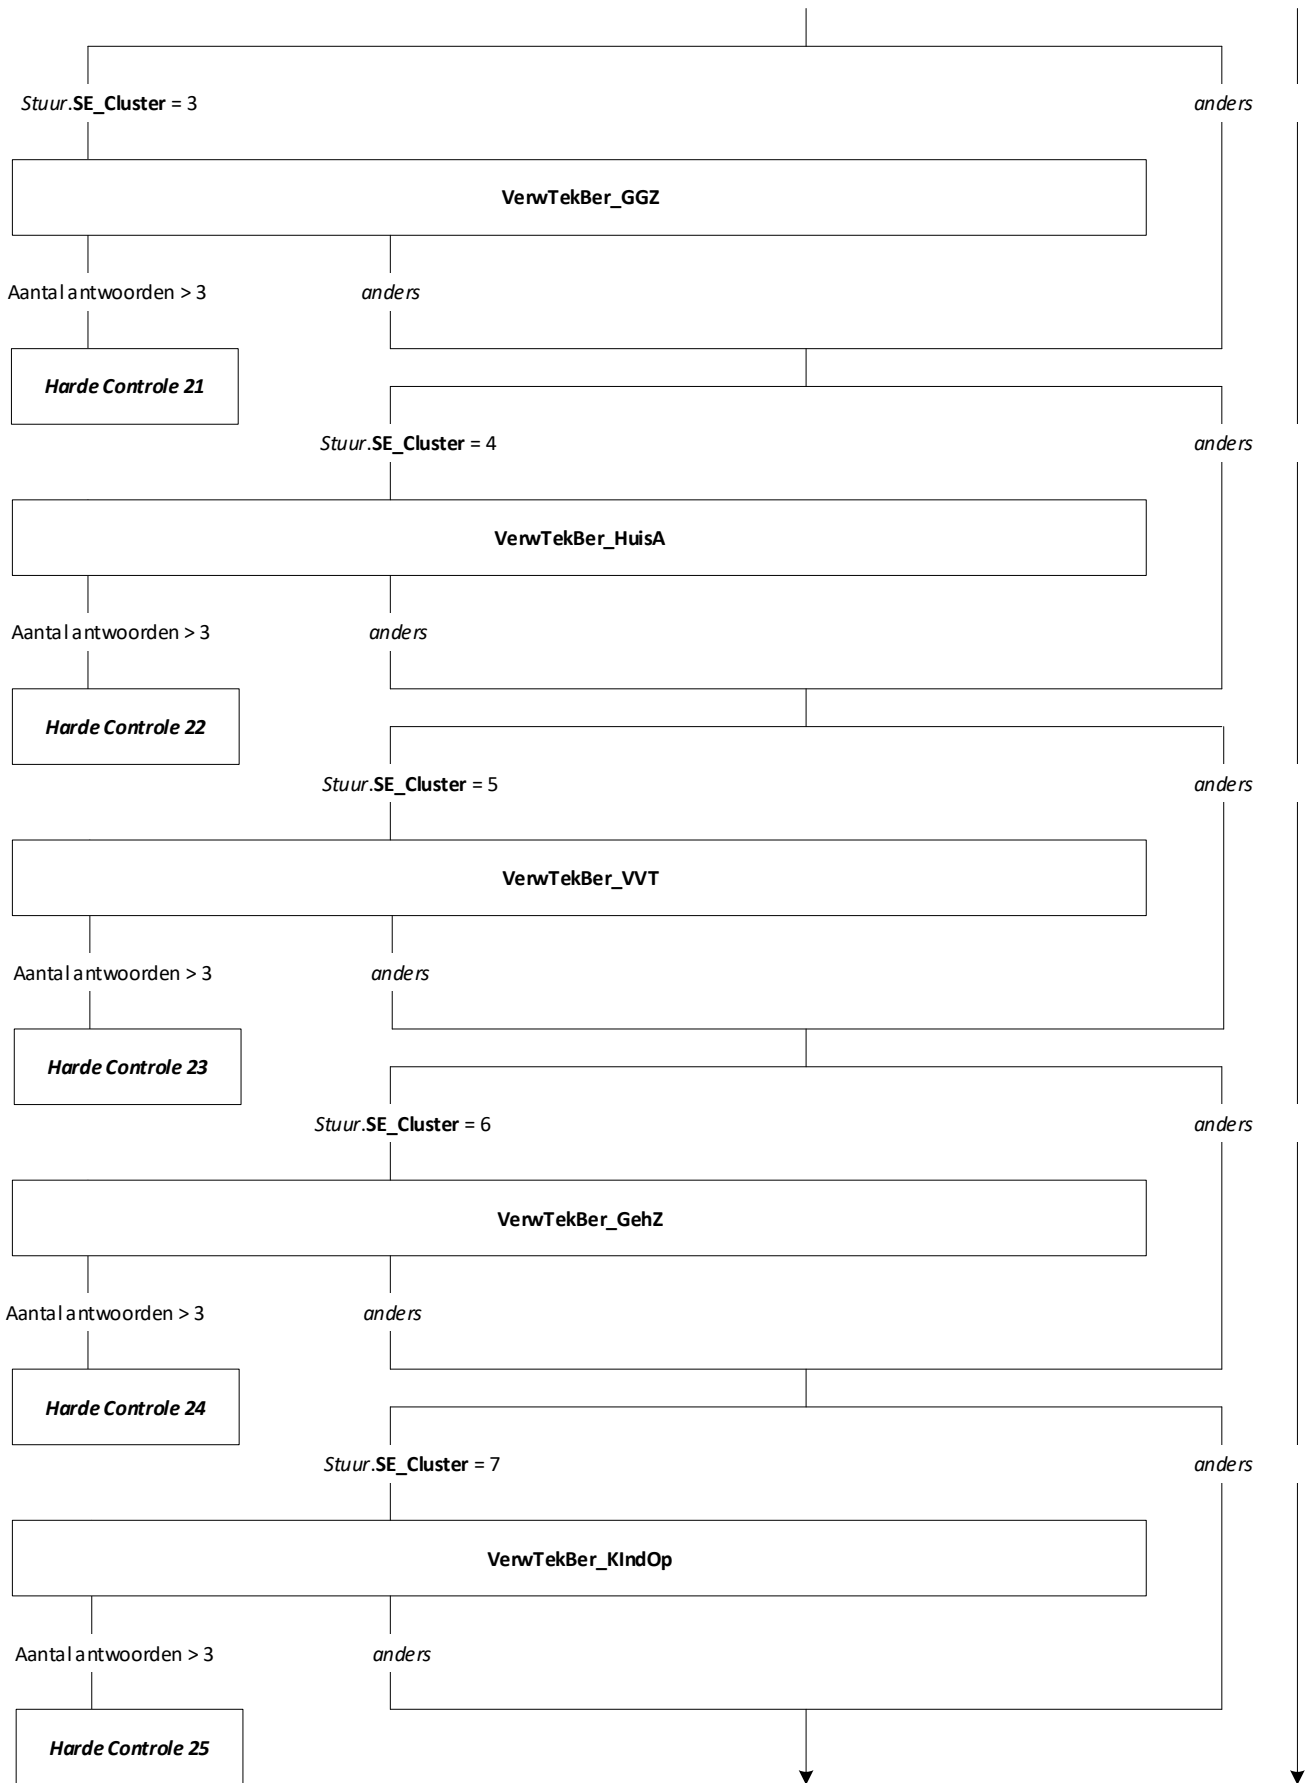 Stuur.SE_Cluster = 3
anders
VerwTekBer_GGZ
Aantal antwoorden > 3
anders
Harde Controle 21
Stuur.SE_Cluster = 4
anders
VerwTekBer_HuisA
Aantal antwoorden > 3
anders
Harde Controle 22
Stuur.SE_Cluster = 5
anders
VerwTekBer_VVT
Aantal antwoorden > 3
anders
Harde Controle 23
Stuur.SE_Cluster = 6
anders
VerwTekBer_GehZ
Aantal antwoorden > 3
anders
Harde Controle 24
Stuur.SE_Cluster = 7
anders
VerwTekBer_KIndOp
Aantal antwoorden > 3
anders
Harde Controle 25